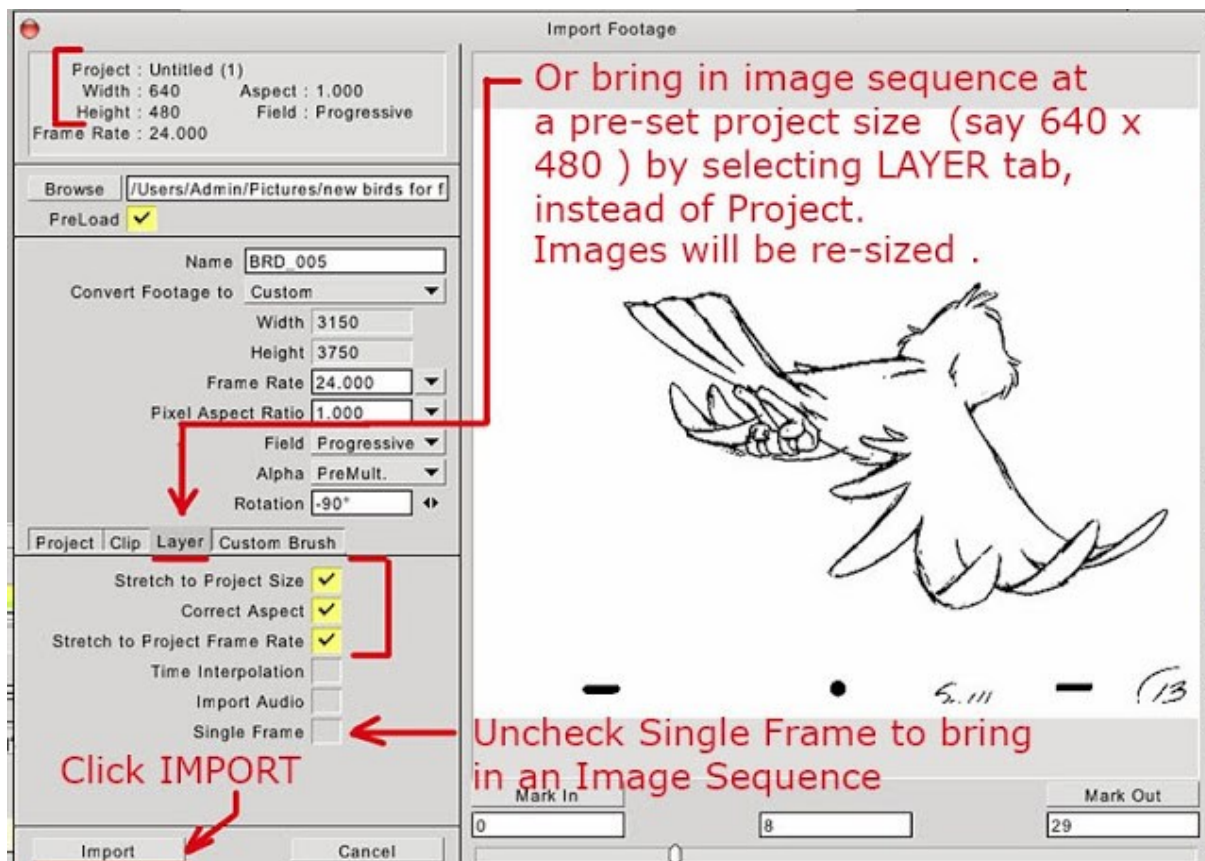 Import Footage
Project : Untitled (1)
Width : 640 Aspect : 1.000
Height : 480 Field : Progressive
Frame Rate : 24.000
Browse /Users/Admin/Pictures/new birds for f
PreLoad
Name BRD_005
Convert Footage to Custom
Width 3150
Height 3750
Frame Rate 24.000
Pixel Aspect Ratio 1.000
Field Progressive
Alpha PreMult.
Rotation -90°
Project Clip Layer Custom Brush
Stretch to Project Size
Correct Aspect
Stretch to Project Frame Rate
Time Interpolation
Import Audio
Single Frame
Click IMPORT
Import Cancel
Or bring in image sequence at
a pre-set project size (say 640 x
480 ) by selecting LAYER tab,
instead of Project.
Images will be re-sized .
13
Uncheck Single Frame to bring
in an Image Sequence
Mark In Mark Out
0 8 29